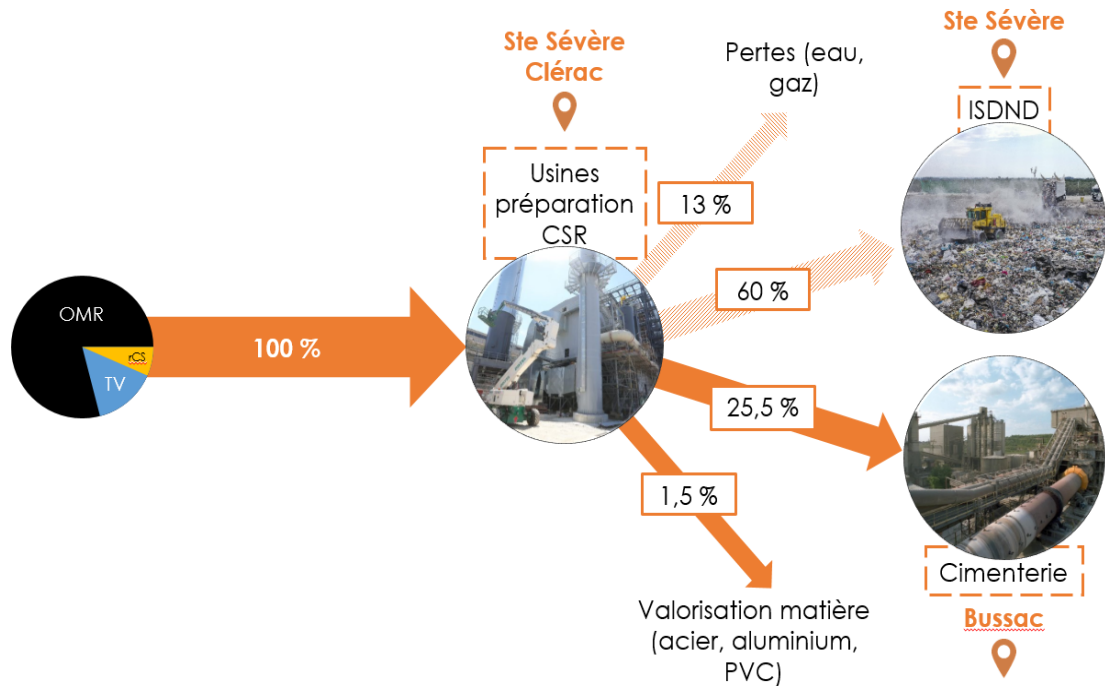 Ste Sévère
Clérac
Usines
préparation
CSR
Pertes (eau,
gaz)
Ste Sévère
ISDND
13 %
60 %
OMR
rCS
TV
100 %
25,5 %
1,5 %
Valorisation matière
(acier, aluminium,
PVC)
Cimenterie
Bussac